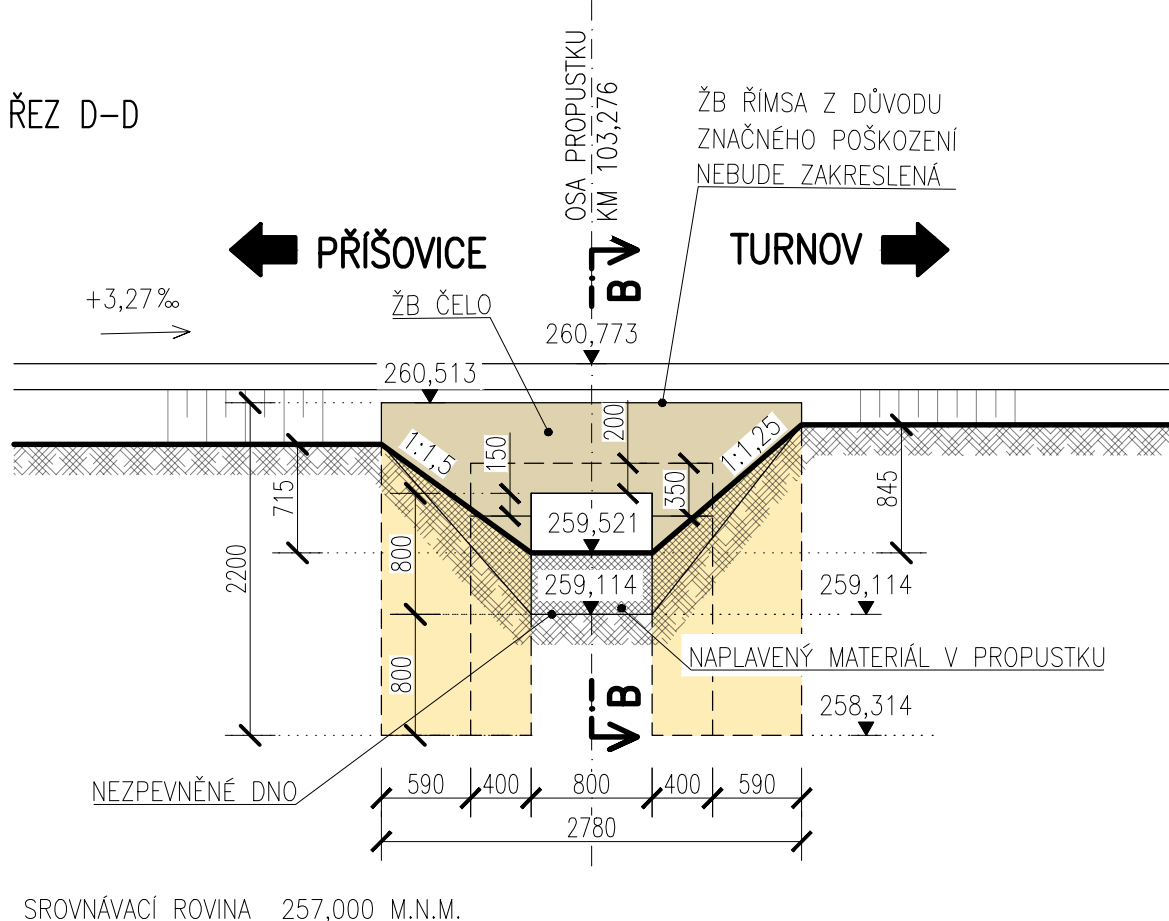 ŘEZ D-D
OSA PROPUSTKU
KM 103,276
ŽB ŘÍMSA Z DŮVODU
ZNAČNÉHO POŠKOZENÍ
NEBUDE ZAKRESLENÁ
PŘÍŠOVICE
TURNOV
B
+3,27‰
ŽB ČELO
260,773
260,513
1:1,5
150
200
1:1,25
350
715
845
259,521
2200
800
259,114
259,114
NAPLAVENÝ MATERIÁL V PROPUSTKU
800
B
258,314
NEZPEVNĚNÉ DNO
590
400
800
400
590
2780
SROVNÁVACÍ ROVINA 257,000 M.N.M.